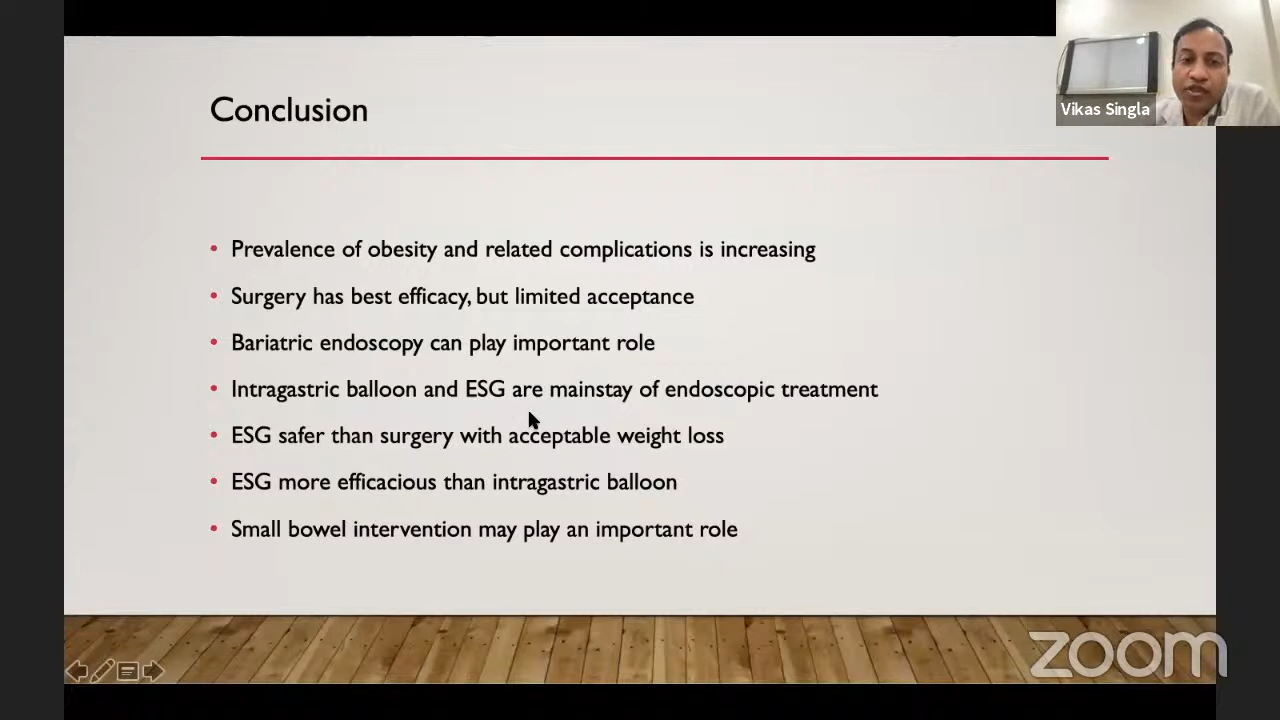 Conclusion
Vikas Singla
• Prevalence of obesity and related complications is increasing
• Surgery has best efficacy, but limited acceptance
• Bariatric endoscopy can play important role
• Intragastric balloon and ESG are mainstay of endoscopic treatment
• ESG safer than surgery with acceptable weight loss
• ESG more efficacious than intragastric balloon
• Small bowel intervention may play an important role
zoom